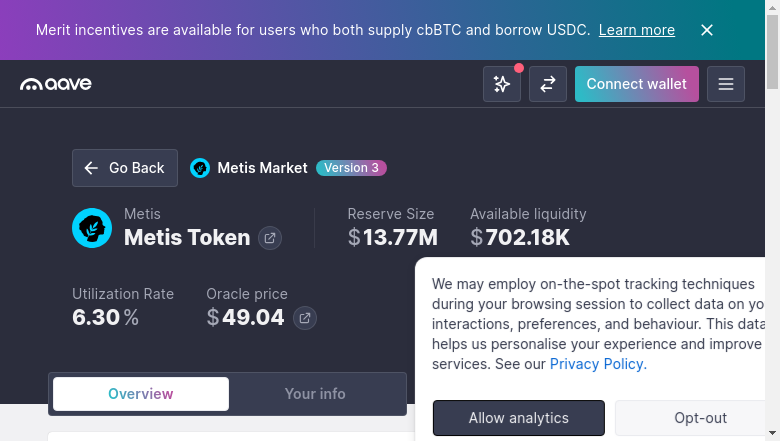 Merit incentives are available for users who both supply cbBTC and borrow USDC. Learn more
aave
Connect wallet
Go Back
Metis Market
Version 3
Metis
Metis Token
Reserve Size
$13.77M
Available liquidity
$702.18K
Utilization Rate
6.30%
Oracle price
$49.04
We may employ on-the-spot tracking techniques
during your browsing session to collect data on yo
interactions, preferences, and behaviour. This data
helps us personalise your experience and improve
services. See our Privacy Policy.
Overview
Your info
Allow analytics
Opt-out